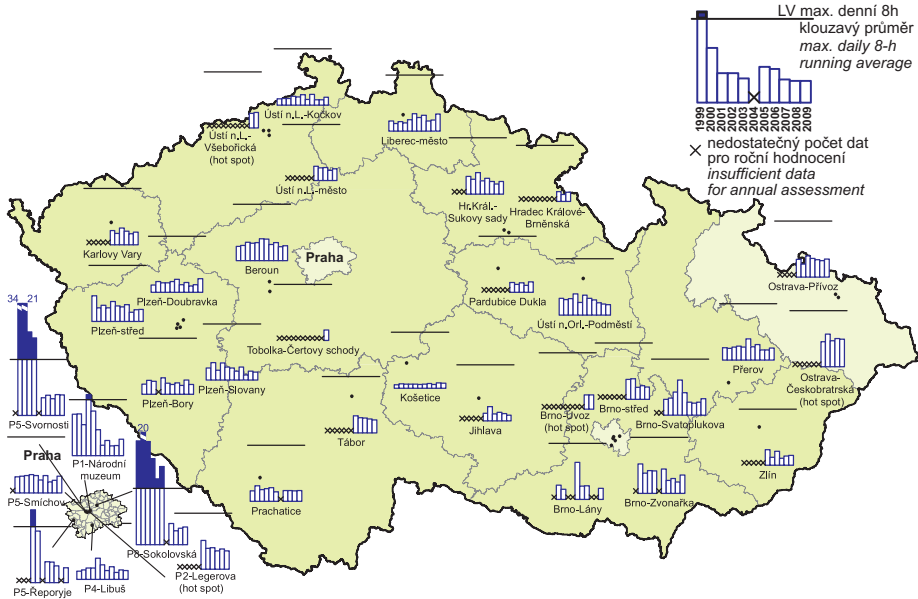 LV max. denní 8h
klouzavý průměr
max. daily 8-h
running average
1999
2000
2001
2002
2003
2004
2005
2006
2007
2008
2009
× nedostatečný počet dat
pro roční hodnocení
insufficient data
for annual assessment
Ústí n.L.-Kočkov
Ústí n.L.-
Všebořická
(hot spot)
Liberec-město
Ústí n.L.-město
Hr.Král.-
Sukovy sady
Hradec Králové-
Brněnská
Karlovy Vary
Beroun
Praha
Ostrava-Přívoz
Plzeň-Doubravka
Pardubice Dukla
34
21
Plzeň-střed
Ústí n.Orl.-Podměstí
Tobolka-Čertovy schody
Přerov
Ostrava-
Českobratrská
(hot spot)
Plzeň-Slovany
Plzeň-Bory
Košetice
Brno-Úvoz
(hot spot)
Brno-střed
Brno-Svatoplukova
P5-Svornosti
Jihlava
Tábor
20
Praha
P1-Národní
muzeum
Zlín
P5-Smíchov
Prachatice
Brno-Lány
Brno-Zvonařka
P8-Sokolovská
P5-Řeporyje
P4-Libuš
P2-Legerova
(hot spot)